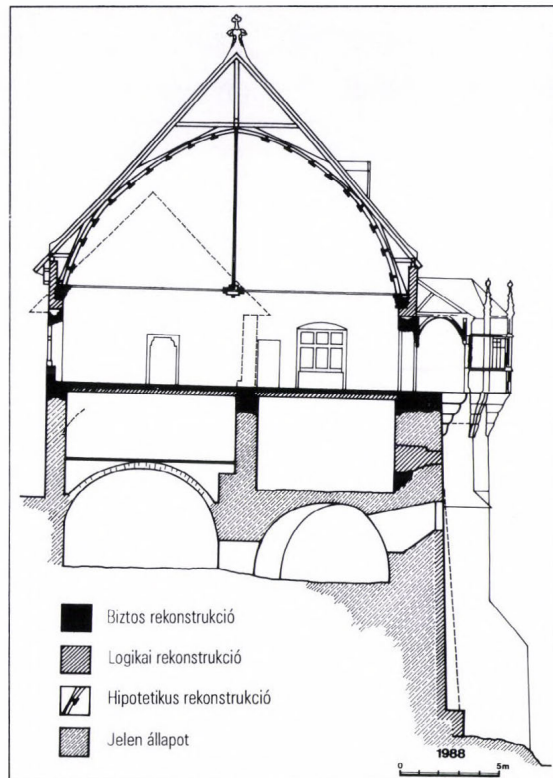 Biztos rekonstrukció
Logikai rekonstrukció
Hipotetikus rekonstrukció
Jelen állapot
1988
0 5m